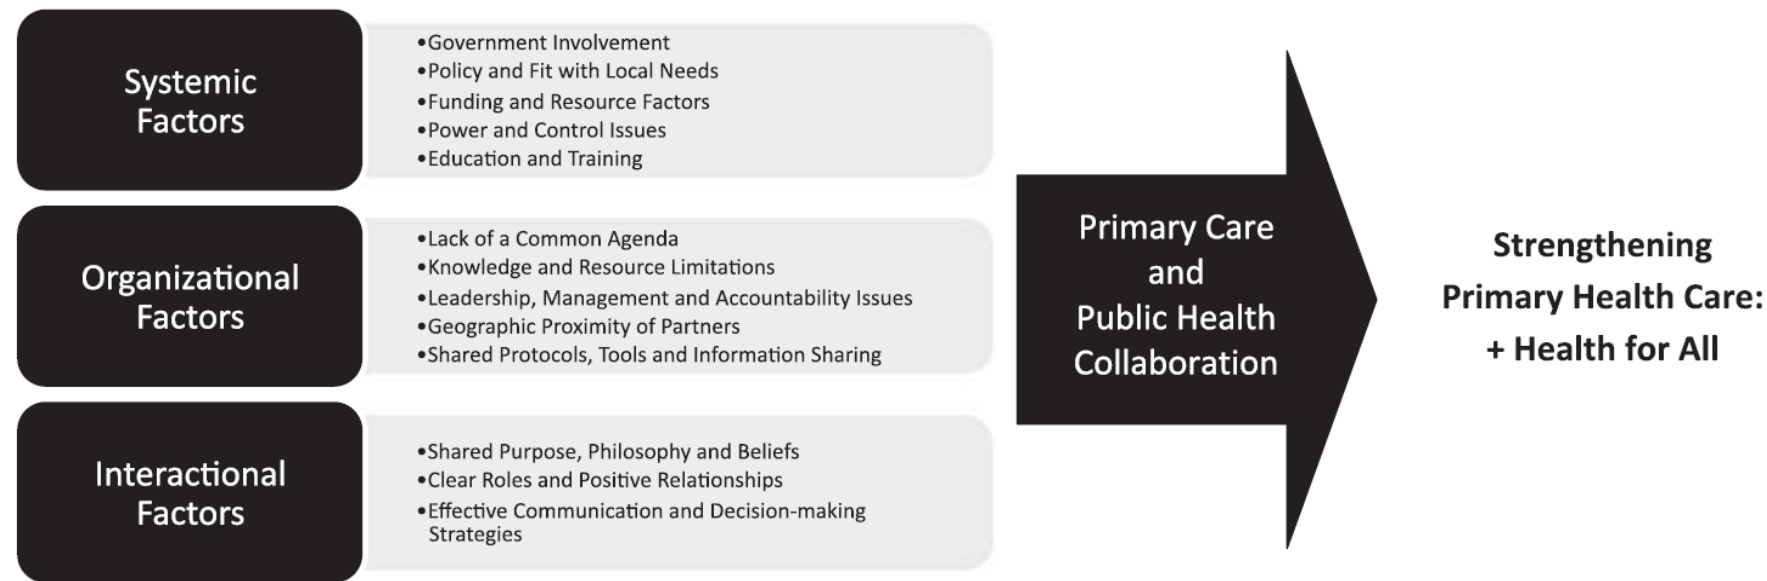 Systemic
Factors
•Government Involvement
•Policy and Fit with Local Needs
•Funding and Resource Factors
•Power and Control Issues
•Education and Training
Organizational
Factors
•Lack of a Common Agenda
•Knowledge and Resource Limitations
•Leadership, Management and Accountability Issues
•Geographic Proximity of Partners
•Shared Protocols, Tools and Information Sharing
Interactional
Factors
•Shared Purpose, Philosophy and Beliefs
•Clear Roles and Positive Relationships
•Effective Communication and Decision-making
Strategies
Primary Care
and
Public Health
Collaboration
Strengthening
Primary Health Care:
+ Health for All